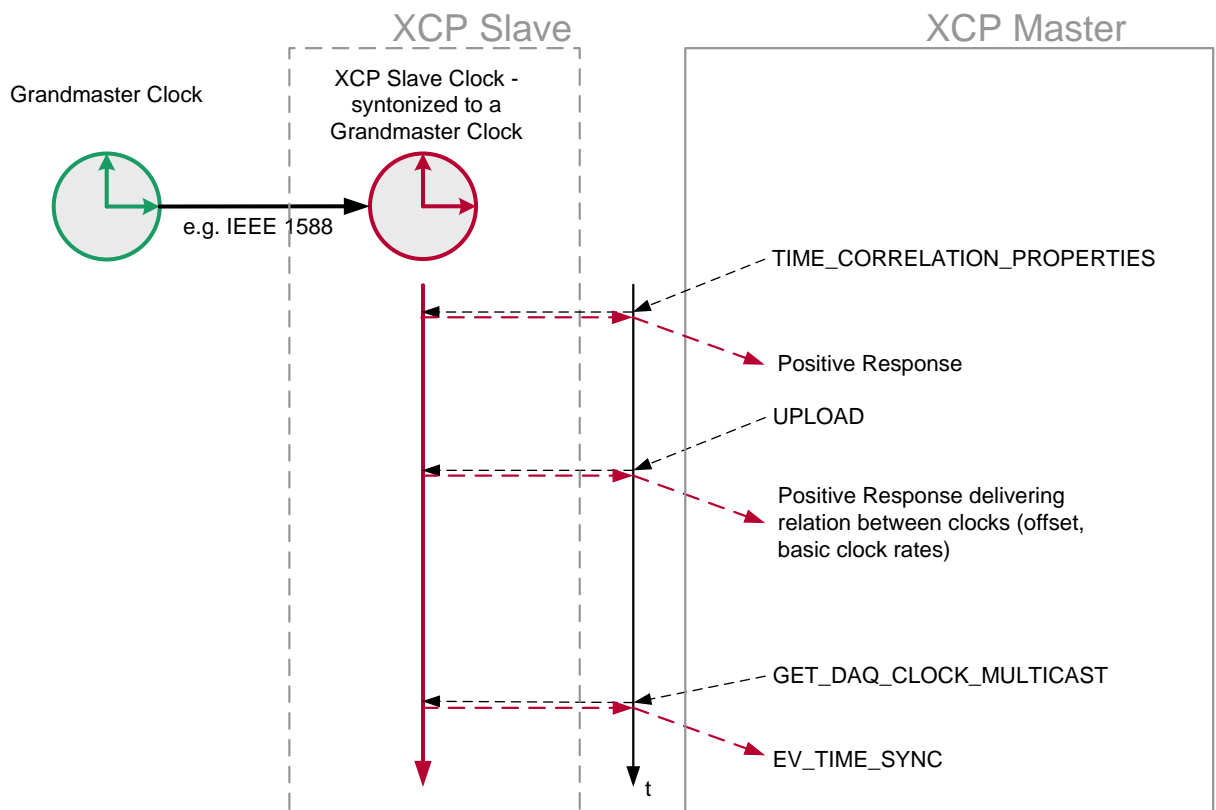 XCP Slave
XCP Master
Grandmaster Clock
XCP Slave Clock -
syntonized to a
Grandmaster Clock
e.g. IEEE 1588
TIME_CORRELATION_PROPERTIES
Positive Response
UPLOAD
Positive Response delivering
relation between clocks (offset,
basic clock rates)
GET_DAQ_CLOCK_MULTICAST
EV_TIME_SYNC
t